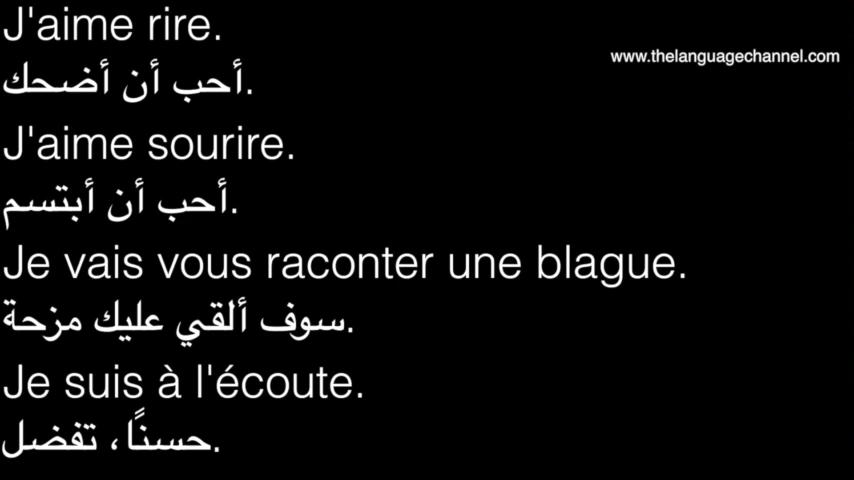 J'aime rire.
www.thelanguagechannel.com
أحب أن أضحك.
J'aime sourire.
أحب أن أبتسم.
Je vais vous raconter une blague.
سوف ألقي عليك مزحة.
Je suis à l'écoute.
حسنًا، تفضل.